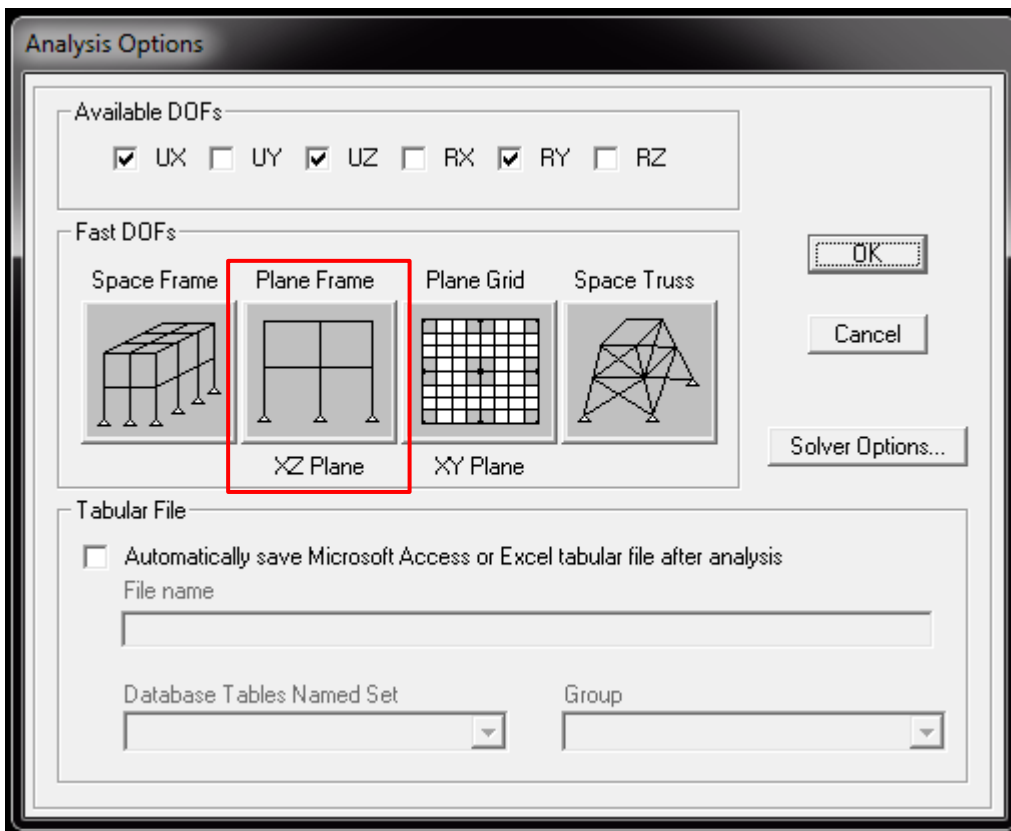 Analysis Options
Available DOFs
UX UY UZ RX RY RZ
Fast DOFs
Space Frame Plane Frame Plane Grid Space Truss
XZ Plane XY Plane
OK
Cancel
Solver Options...
Tabular File
Automatically save Microsoft Access or Excel tabular file after analysis
File name
Database Tables Named Set Group